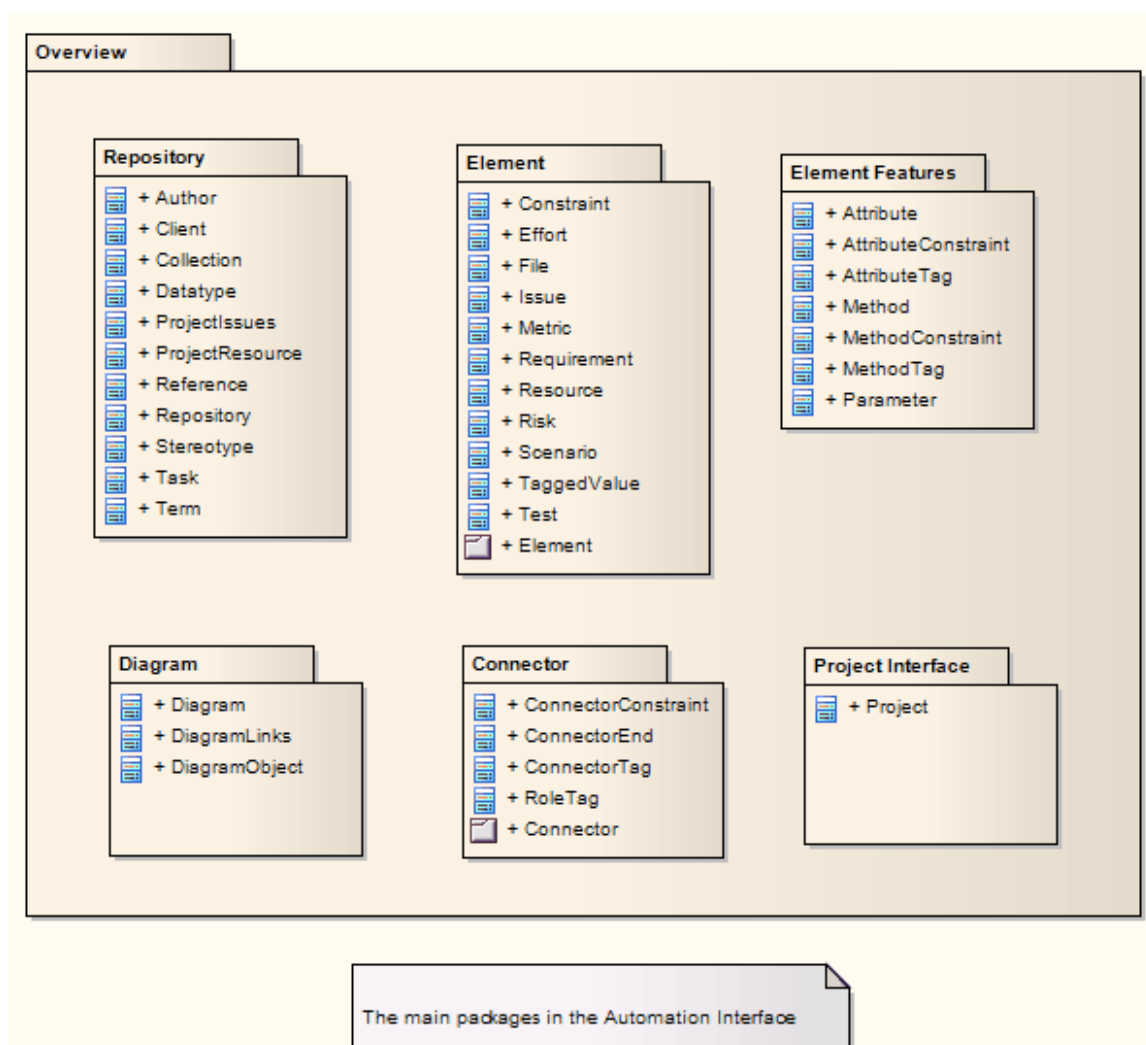 Overview
Repository
+ Author
+ Client
+ Collection
+ Datatype
+ ProjectIssues
+ ProjectResource
+ Reference
+ Repository
+ Stereotype
+ Task
+ Term
Element
+ Constraint
+ Effort
+ File
+ Issue
+ Metric
+ Requirement
+ Resource
+ Risk
+ Scenario
+ TaggedValue
+ Test
+ Element
Element Features
+ Attribute
+ AttributeConstraint
+ AttributeTag
+ Method
+ MethodConstraint
+ MethodTag
+ Parameter
Diagram
+ Diagram
+ DiagramLinks
+ DiagramObject
Connector
+ ConnectorConstraint
+ ConnectorEnd
+ ConnectorTag
+ RoleTag
+ Connector
Project Interface
+ Project
The main packages in the Automation Interface